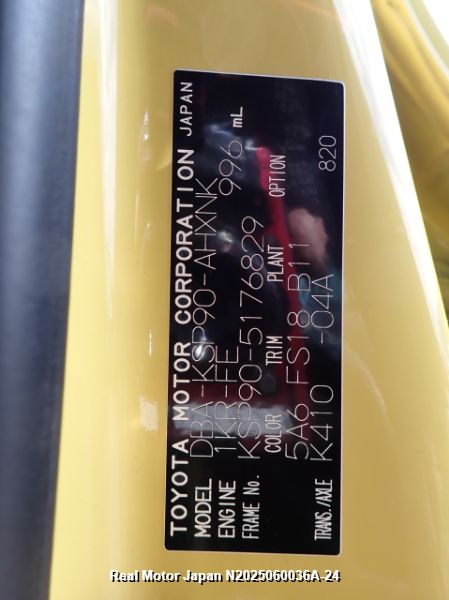 TOYOTA MOTOR CORPORATION JAPAN
MODEL DBA-KSP90-AHXNK
ENGINE 1KR-FE 996 mL
FRAME No. KSP90-5176829
COLOR TRIM PLANT OPTION
5A6 FS18 B11
TRANS./AXLE K410 -04A 820
Real Motor Japan N2025060036A-24